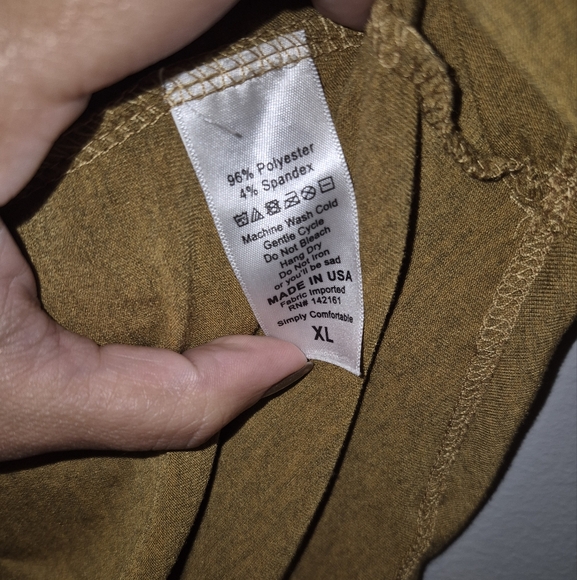 96% Polyester
4% Spandex
Machine Wash Cold
Gentle Cycle
Do Not Bleach
Hang Dry
Do Not Iron
or you'll be sad
MADE IN USA
Fabric Imported
RN# 142161
Simply Comfortable
XL